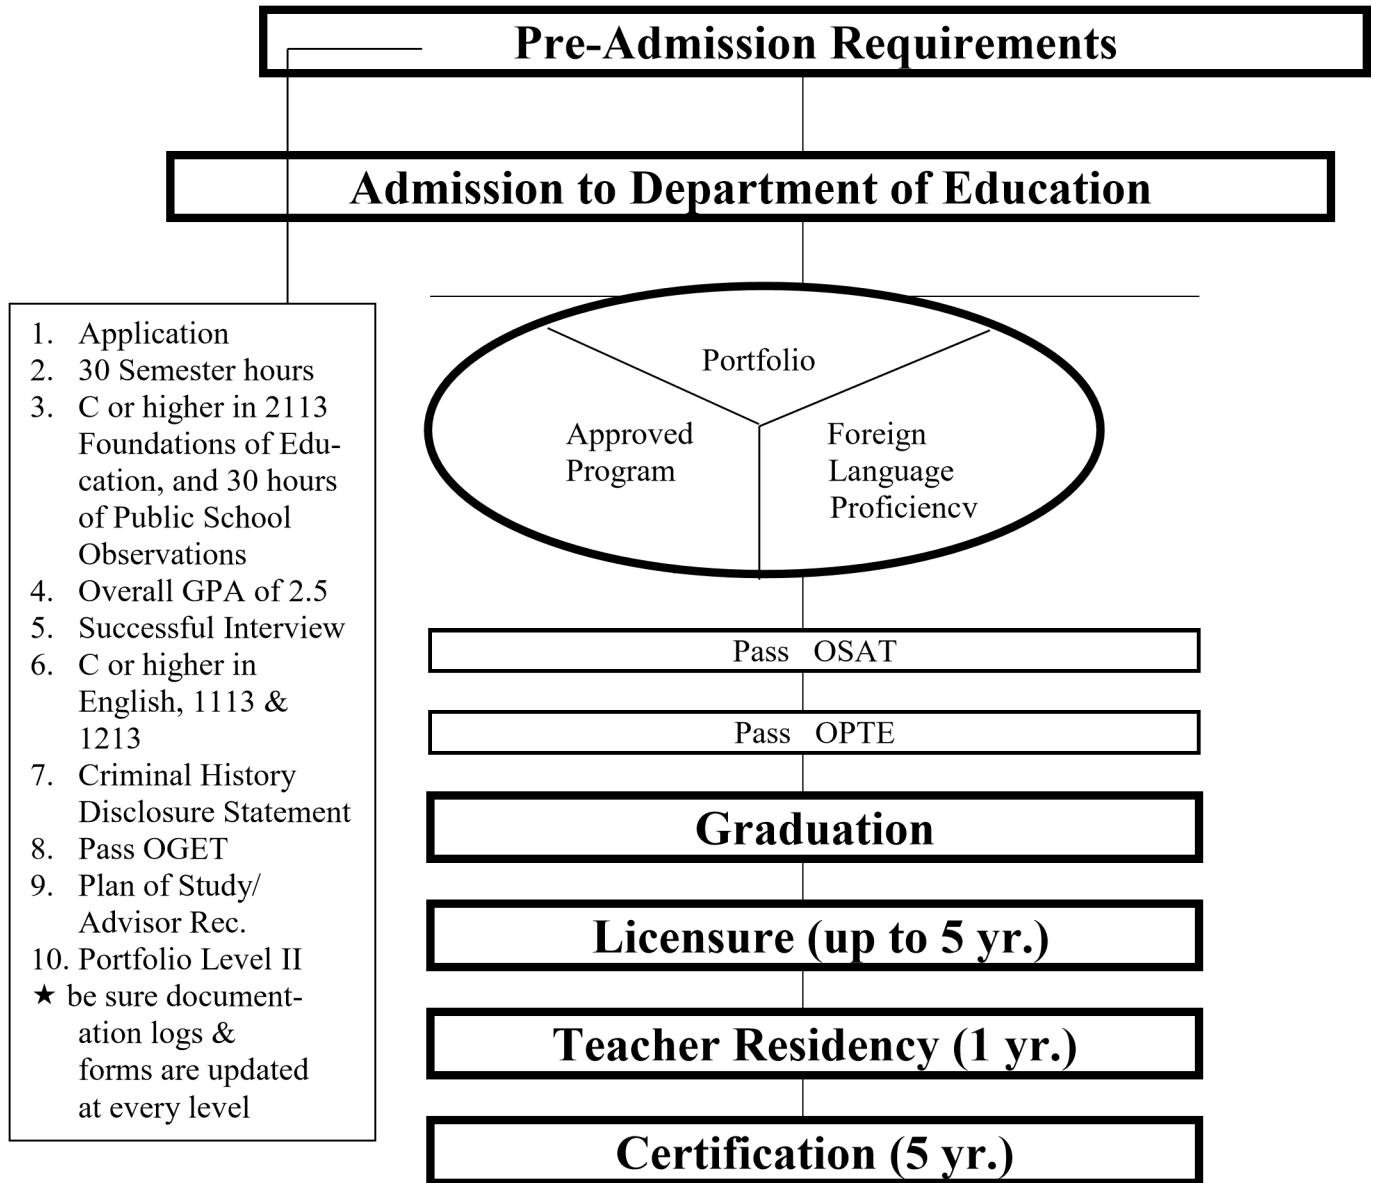 Pre-Admission Requirements
Admission to Department of Education
1. Application
2. 30 Semester hours
3. C or higher in 2113
Foundations of Edu-
cation, and 30 hours
of Public School
Observations
4. Overall GPA of 2.5
5. Successful Interview
6. C or higher in
English, 1113 &
1213
7. Criminal History
Disclosure Statement
8. Pass OGET
9. Plan of Study/
Advisor Rec.
10. Portfolio Level II
★ be sure document-
ation logs &
forms are updated
at every level
Portfolio
Approved
Program
Foreign
Language
Proficiency
Pass OSAT
Pass OPTE
Graduation
Licensure (up to 5 yr.)
Teacher Residency (1 yr.)
Certification (5 yr.)